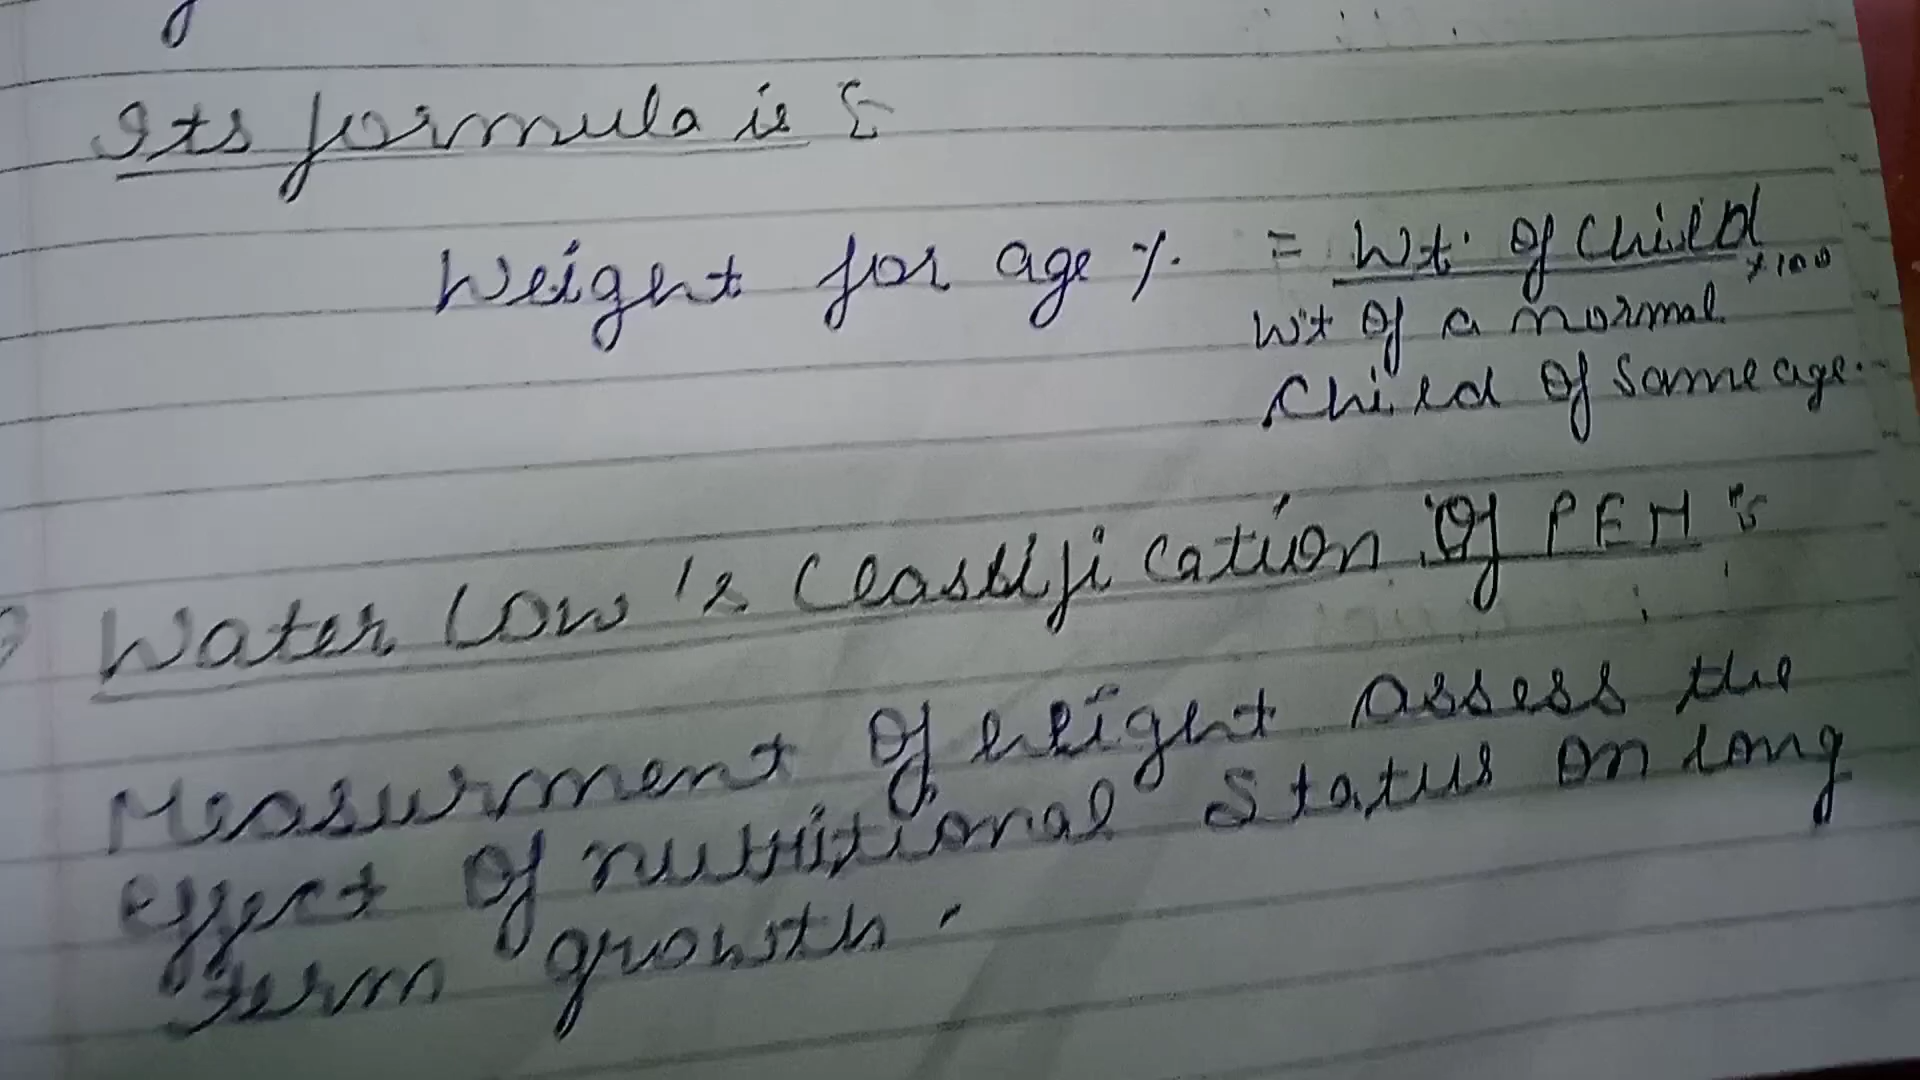 Its formula is :
Weight for age % = Wt. of child
×100
Wt of a normal
child of same age.
Water Low's Classification Of PEM :
Measurment of height assess the
effect of nutritional status on long
term growth.